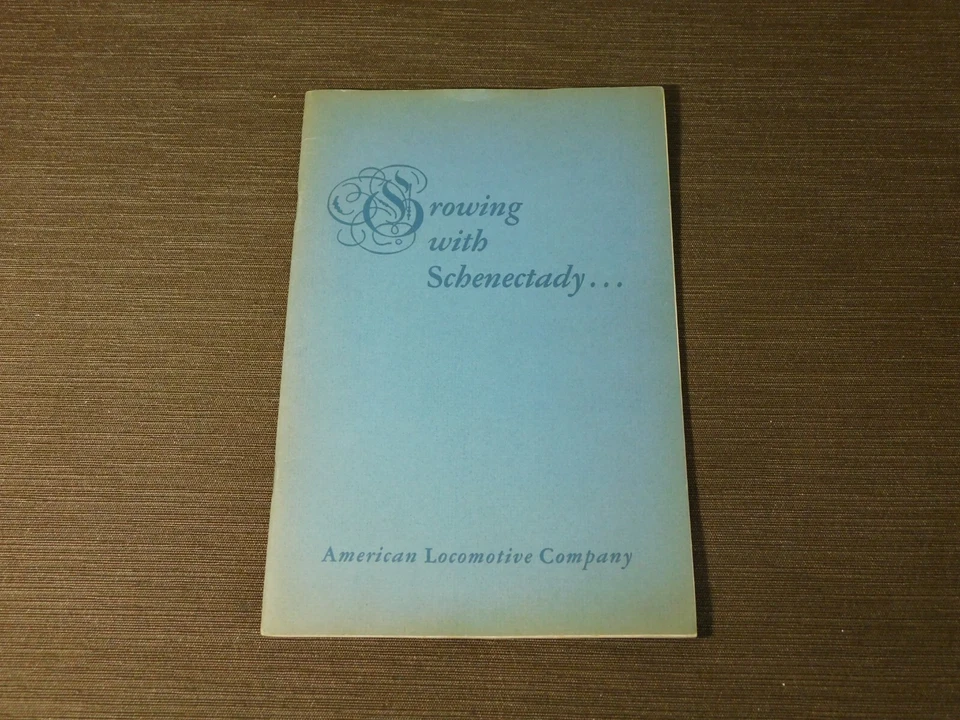 Growing
with
Schenectady...
American Locomotive Company